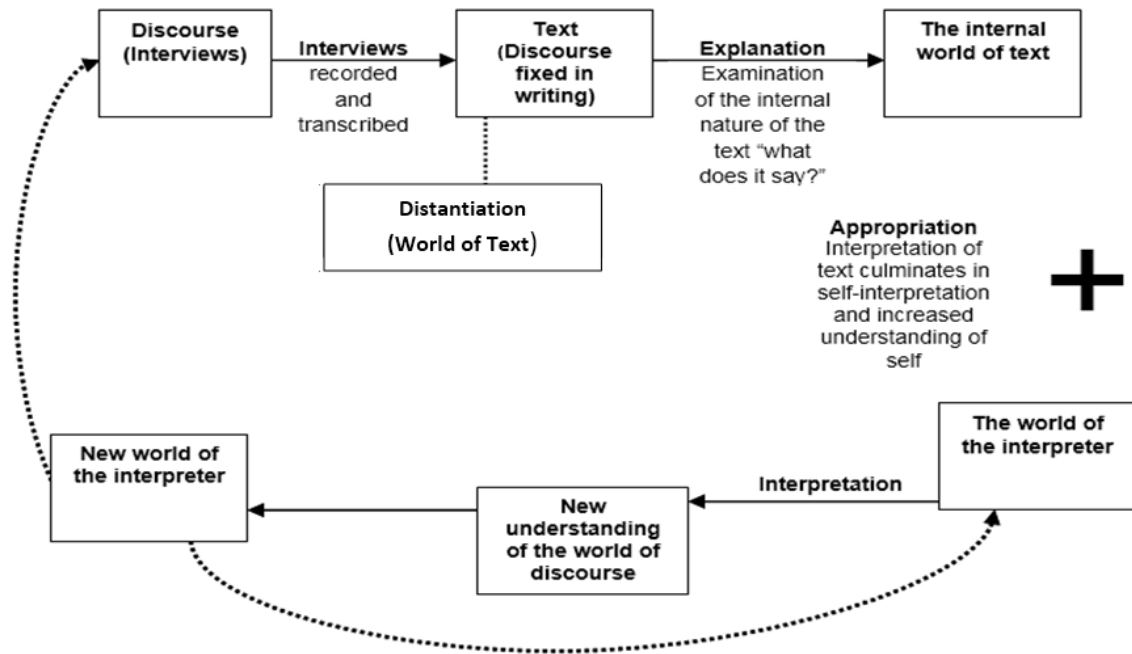 Discourse
(Interviews)
Interviews
recorded
and
transcribed
Text
(Discourse
fixed in
writing)
Explanation
Examination
of the internal
nature of the
text “what
does it say?”
The internal
world of text
Distantiation
(World of Text)
Appropriation
Interpretation of
text culminates in
self-interpretation
and increased
understanding of
self
+
The world of
the interpreter
Interpretation
New
understanding
of the world of
discourse
New world of
the interpreter